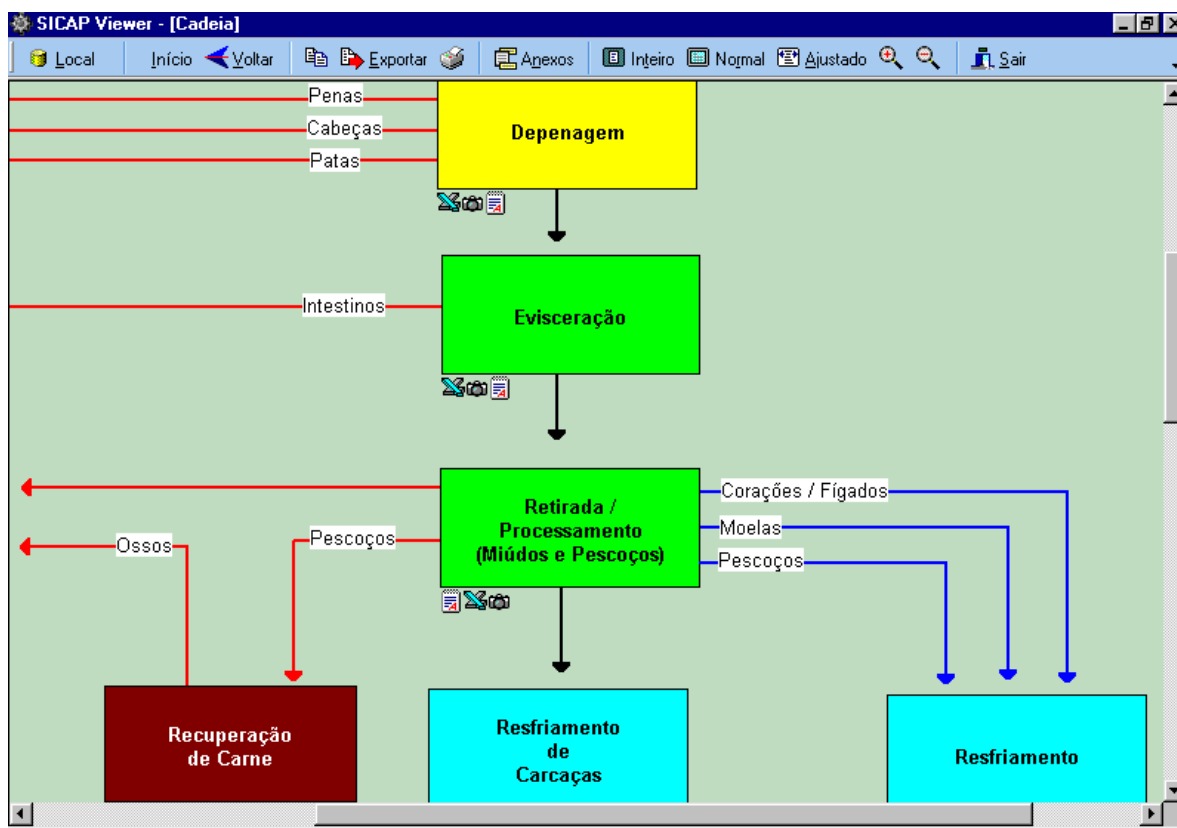 SICAP Viewer - [Cadeia]
Local Início Voltar Exportar Anexos Inteiro Normal Ajustado Sair
Penas
Cabeças
Patas
Depenagem
Intestinos
Evisceração
Retirada /
Processamento
(Miúdos e Pescoços)
Corações / Fígados
Moelas
Pescoços
Pescoços
Ossos
Recuperação
de Carne
Resfriamento
de
Carcaças
Resfriamento